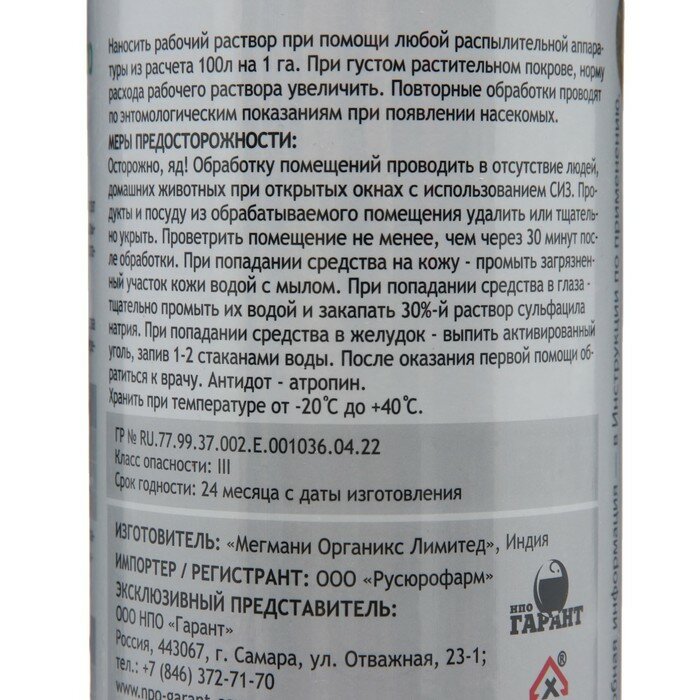 Наносить рабочий раствор при помощи любой распылительной аппара-
туры из расчета 100л на 1 га. При густом растительном покрове, норму
расхода рабочего раствора увеличить. Повторные обработки проводят
по энтомологическим показаниям при появлении насекомых.
МЕРЫ ПРЕДОСТОРОЖНОСТИ:
Осторожно, яд! Обработку помещений проводить в отсутствие людей,
домашних животных при открытых окнах с использованием СИЗ. Про-
дукты и посуду из обрабатываемого помещения удалить или тщатель-
но укрыть. Проветрить помещение не менее, чем через 30 минут пос-
ле обработки. При попадании средства на кожу - промыть загрязнен-
ный участок кожи водой с мылом. При попадании средства в глаза -
тщательно промыть их водой и закапать 30%-й раствор сульфацила
натрия. При попадании средства в желудок - выпить активированный
уголь, запив 1-2 стаканами воды. После оказания первой помощи об-
ратиться к врачу. Антидот - атропин.
Хранить при температуре от -20°C до +40°C.
ГР № RU.77.99.37.002.E.001036.04.22
Класс опасности: III
Срок годности: 24 месяца с даты изготовления
ИЗГОТОВИТЕЛЬ: «Мегмани Органикс Лимитед», Индия
ИМПОРТЕР / РЕГИСТРАНТ: ООО «Русюрофарм»
ЭКСКЛЮЗИВНЫЙ ПРЕДСТАВИТЕЛЬ:
ООО НПО «Гарант»
Россия, 443067, г. Самара, ул. Отважная, 23-1;
тел.: +7 (846) 372-71-70
www.npo-garant.
НПО
ГАРАНТ
®
информация — в Инструкции по применению